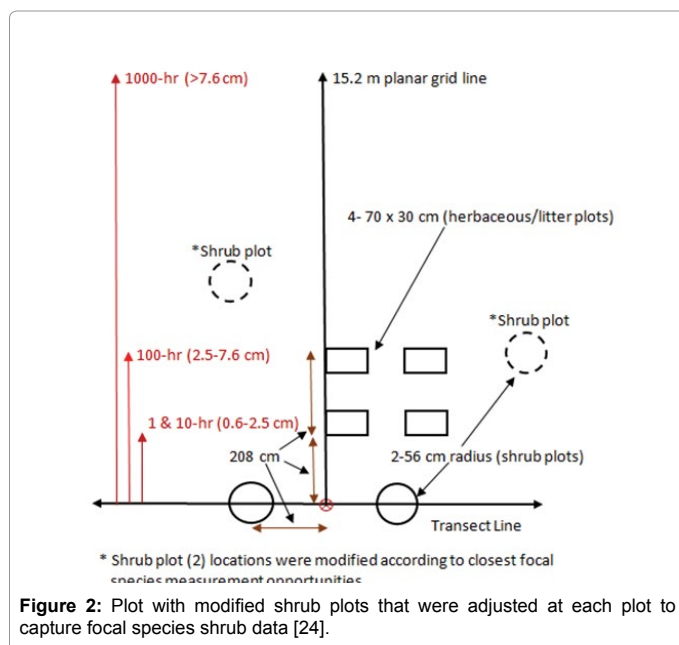 1000-hr (>7.6 cm)
15.2 m planar grid line
4- 70 x 30 cm (herbaceous/litter plots)
*Shrub plot
*Shrub plot
100-hr (2.5-7.6 cm)
1 & 10-hr (0.6-2.5 cm)
208 cm
2-56 cm radius (shrub plots)
Transect Line
* Shrub plot (2) locations were modified according to closest focal
species measurement opportunities
Figure 2: Plot with modified shrub plots that were adjusted at each plot to
capture focal species shrub data [24].